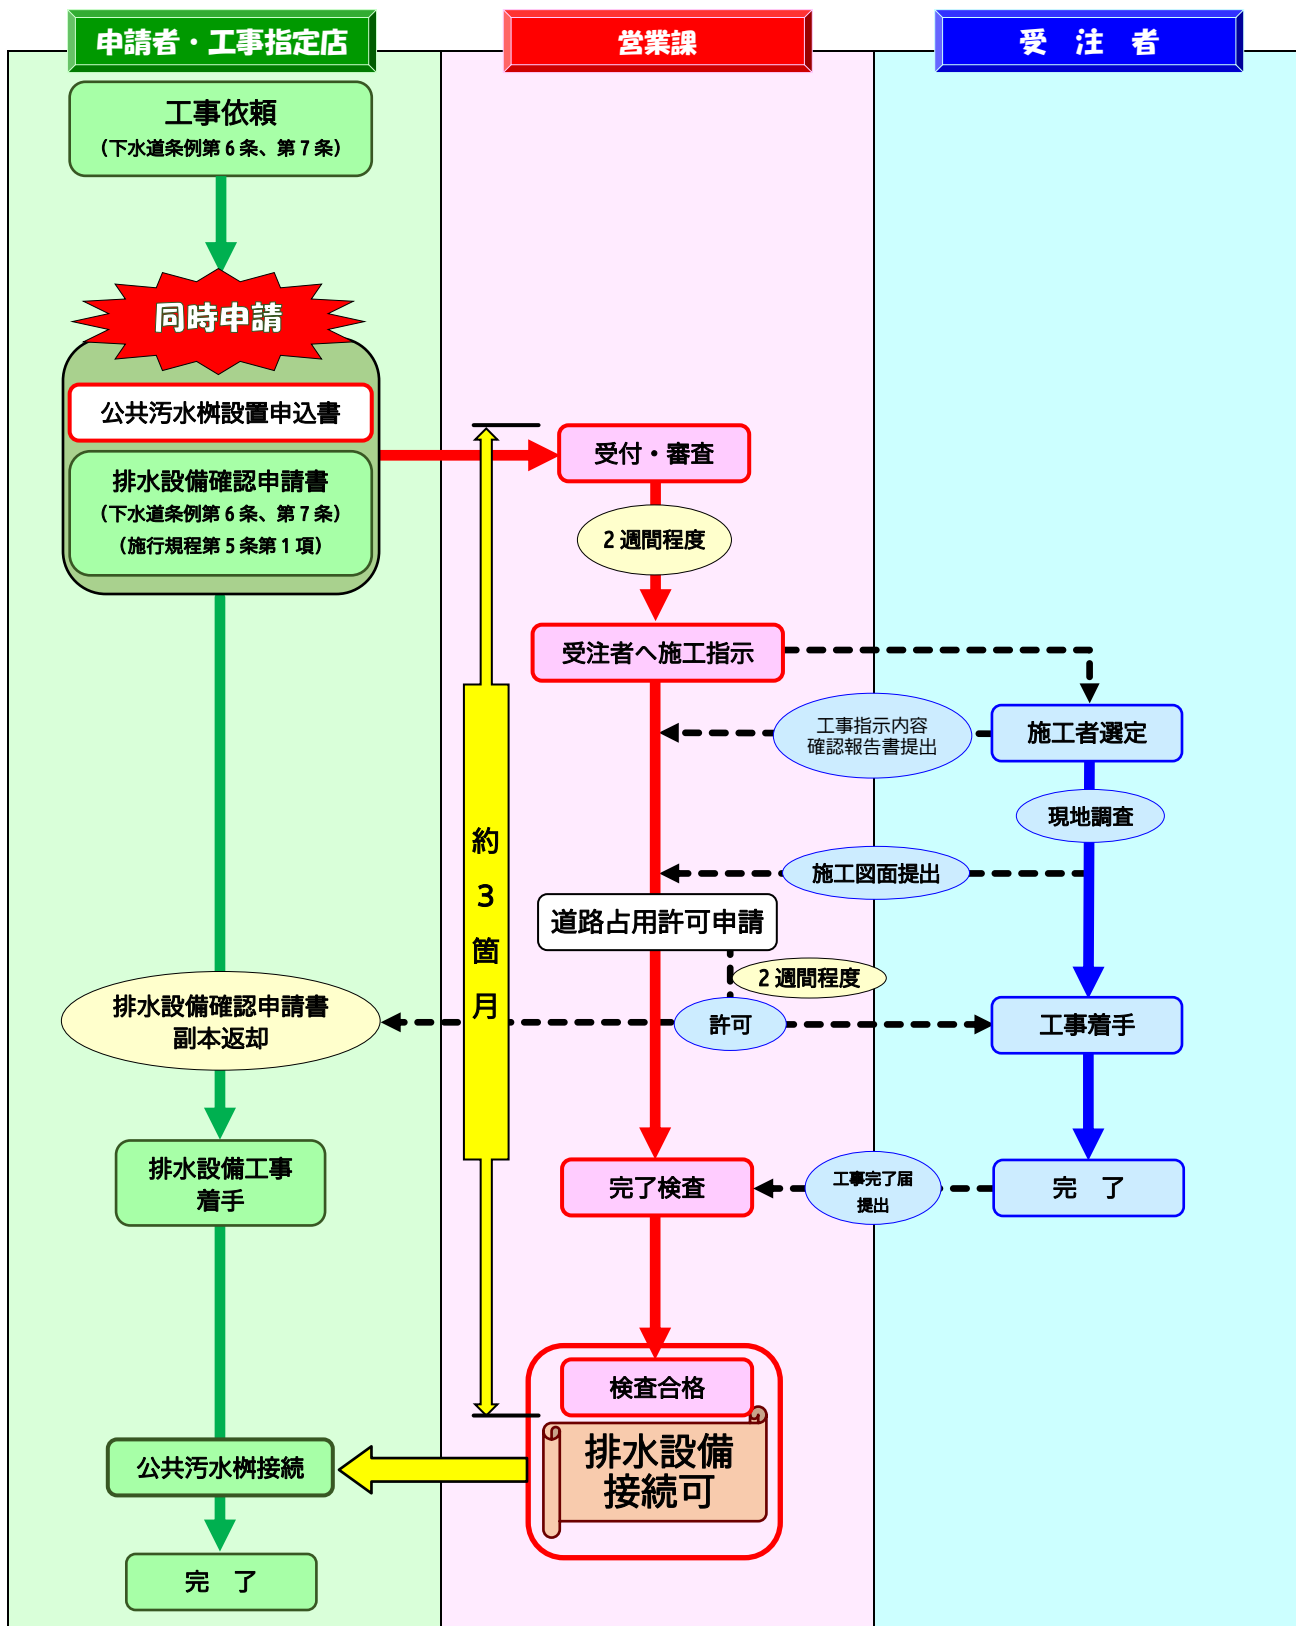 申請者・工事指定店
営業課
受　注　者
工事依頼
（下水道条例第６条、第７条）
同時申請
公共汚水桝設置申込書
排水設備確認申請書
（下水道条例第６条、第７条）
（施行規程第５条第１項）
受付・審査
２週間程度
受注者へ施工指示
工事指示内容
確認報告書提出
施工者選定
現地調査
施工図面提出
道路占用許可申請
２週間程度
約
３
箇
月
排水設備確認申請書
副本返却
許可
工事着手
排水設備工事
着手
完了検査
工事完了届
提出
完　了
検査合格
排水設備
接続可
公共汚水桝接続
完　了